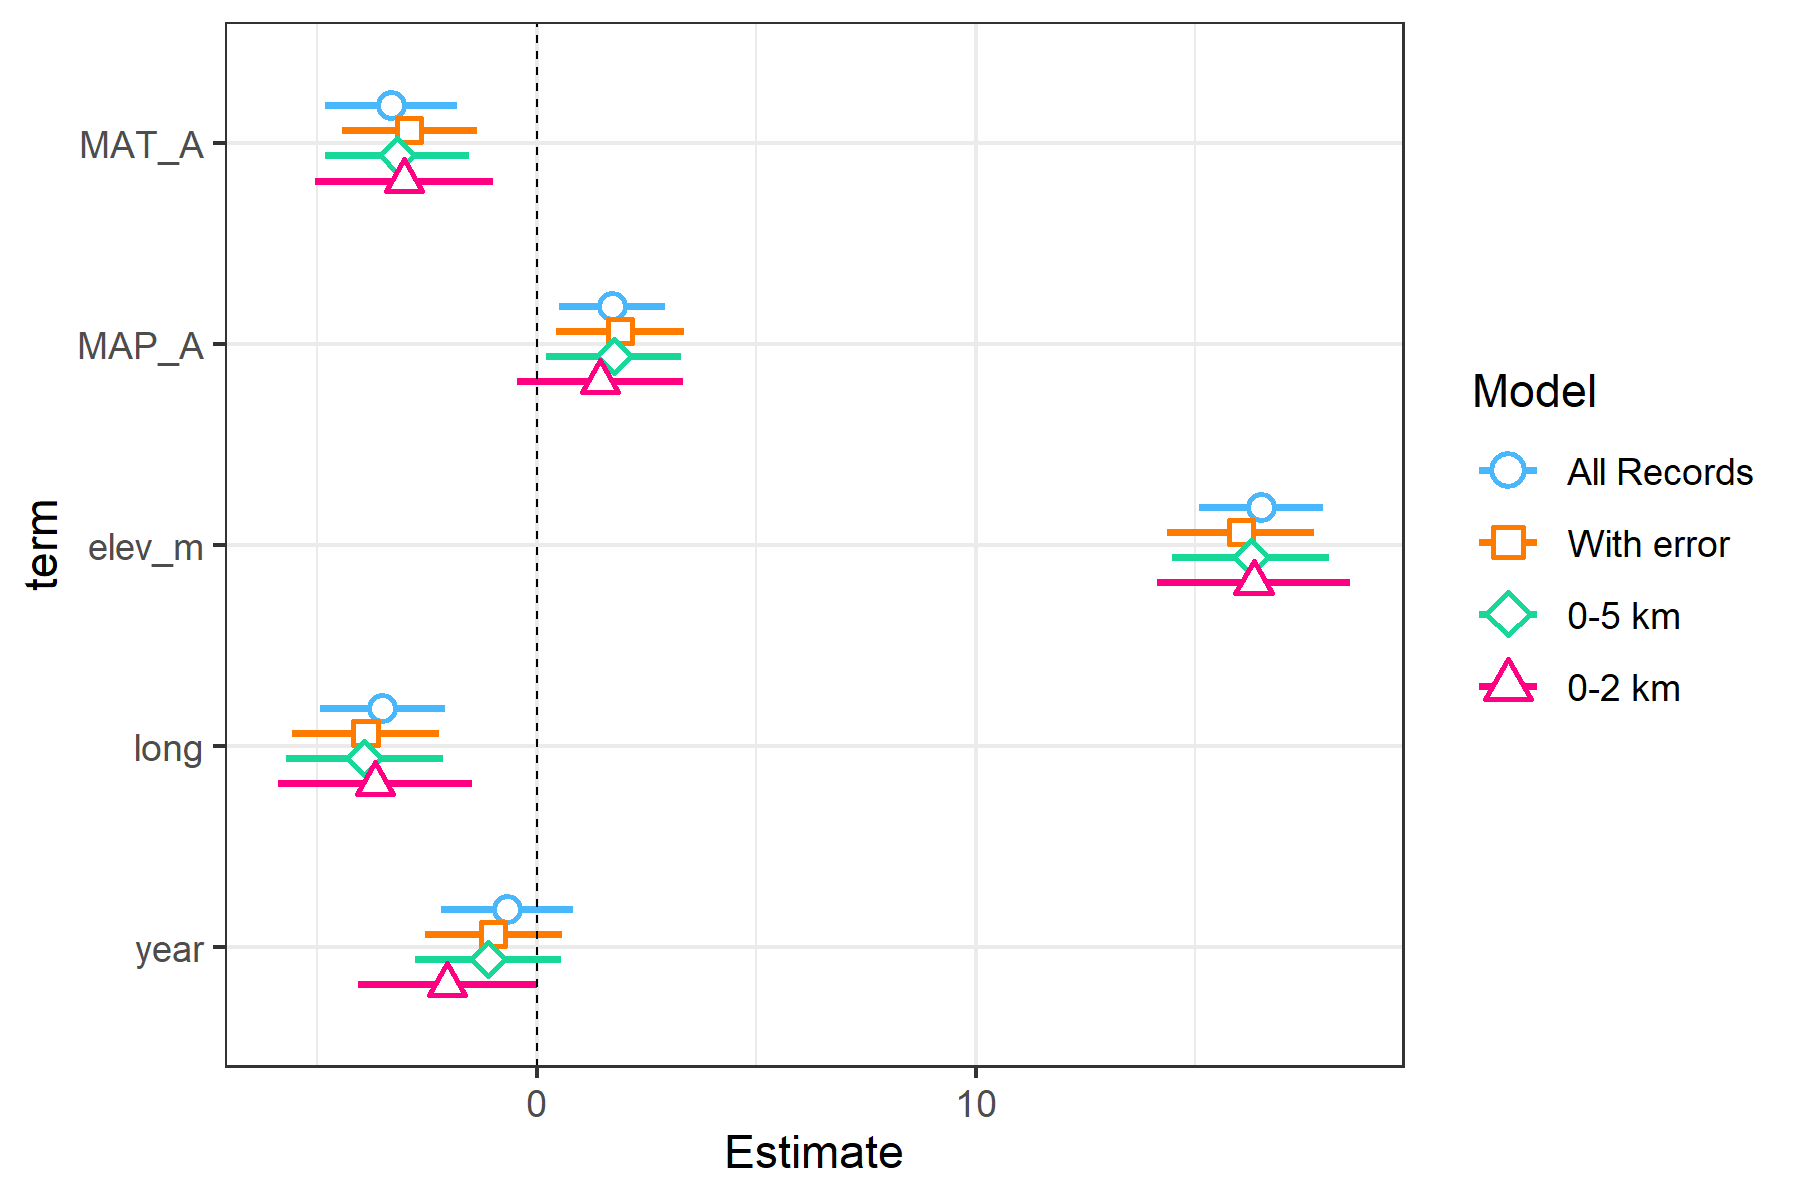 MAT_A
MAP_A
elev_m
long
year
term
0
10
Estimate
Model
All Records
With error
0-5 km
0-2 km